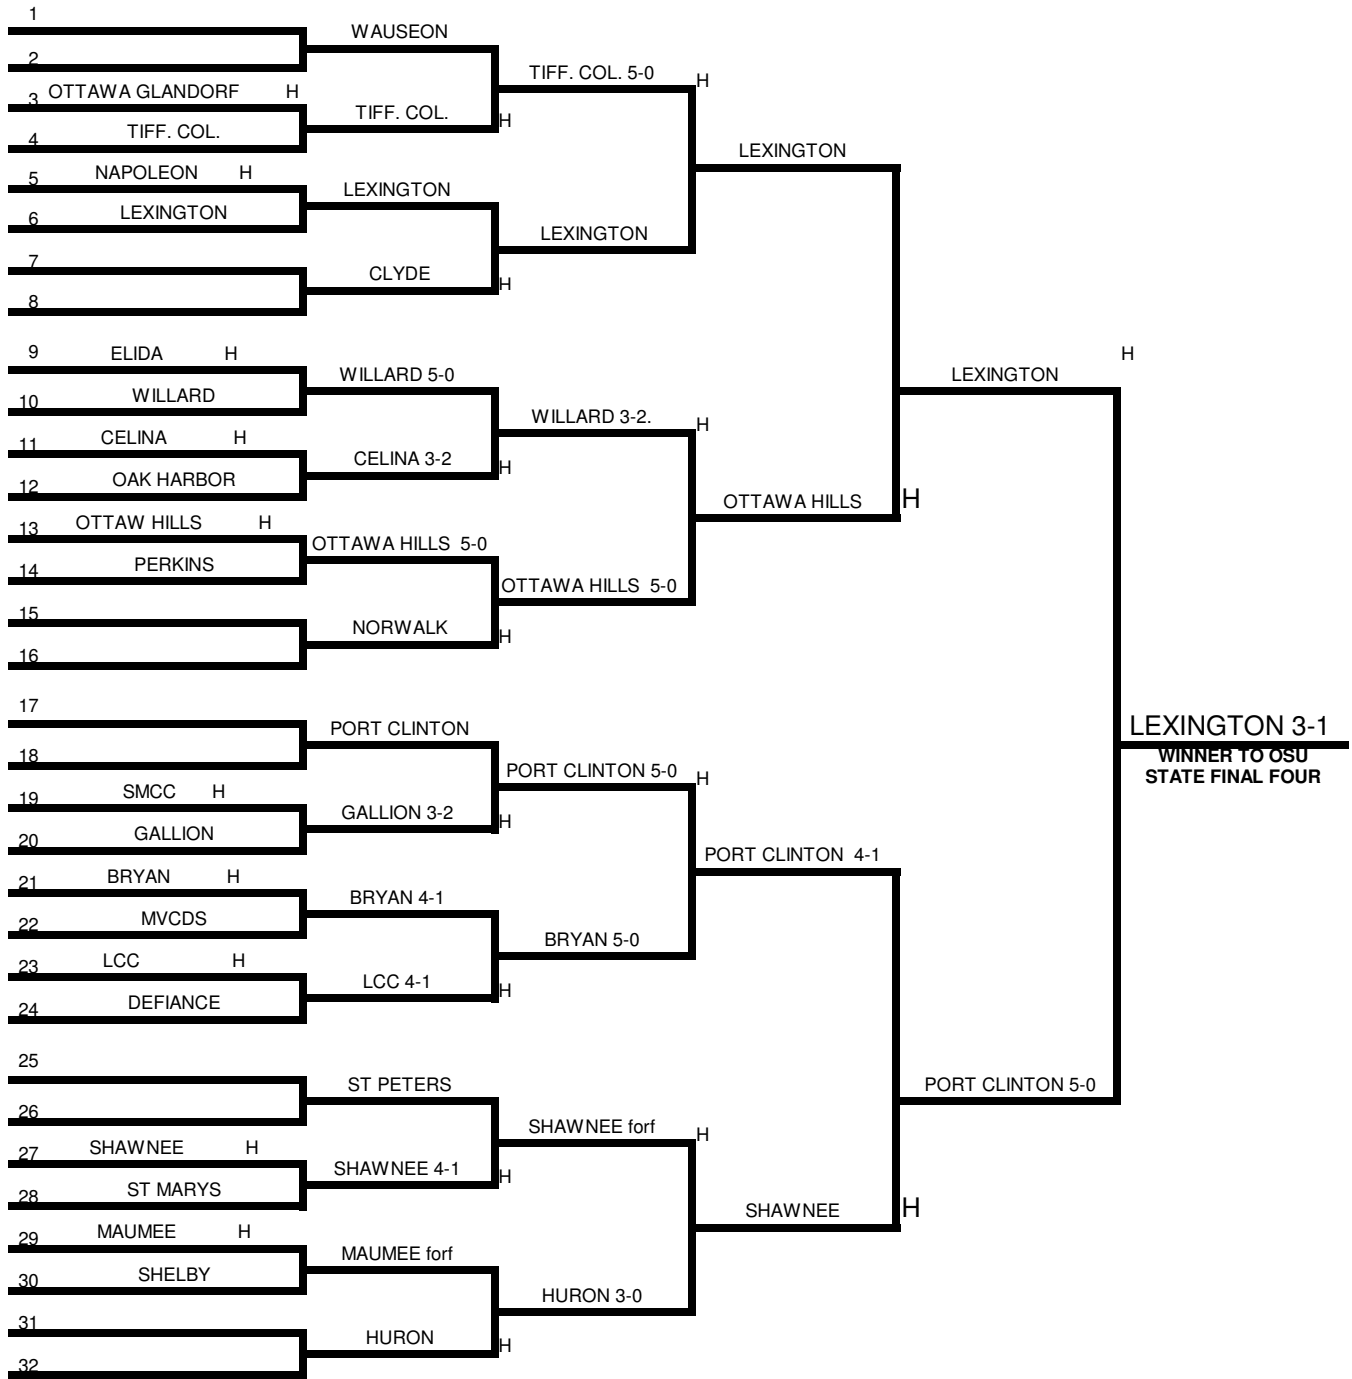 1
WAUSEON
2
TIFF. COL. 5-0 H
3 OTTAWA GLANDORF H
TIFF. COL. H
4 TIFF. COL.
LEXINGTON
5 NAPOLEON H
LEXINGTON
6 LEXINGTON
LEXINGTON
7
CLYDE H
8
9 ELIDA H
H
WILLARD 5-0
LEXINGTON
10 WILLARD
WILLARD 3-2. H
11 CELINA H
CELINA 3-2 H
12 OAK HARBOR
OTTAWA HILLS H
13 OTTAW HILLS H
OTTAWA HILLS 5-0
14 PERKINS
OTTAWA HILLS 5-0
15
NORWALK H
16
17
PORT CLINTON
LEXINGTON 3-1
18
WINNER TO OSU
STATE FINAL FOUR
PORT CLINTON 5-0 H
19 SMCC H
GALLION 3-2 H
20 GALLION
PORT CLINTON 4-1
21 BRYAN H
BRYAN 4-1
22 MVCDS
BRYAN 5-0
23 LCC H
LCC 4-1 H
24 DEFIANCE
25
ST PETERS
PORT CLINTON 5-0
26
SHAWNEE forf H
27 SHAWNEE H
SHAWNEE 4-1 H
28 ST MARYS
SHAWNEE H
29 MAUMEE H
MAUMEE forf
30 SHELBY
HURON 3-0
31
HURON H
32